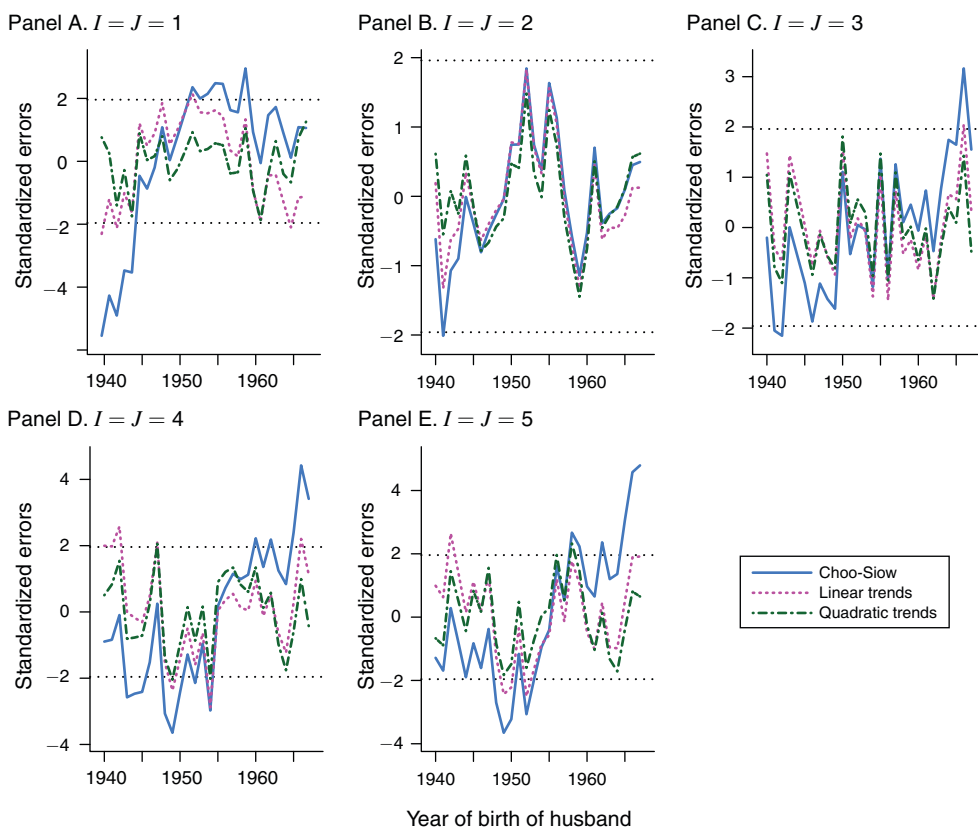 Panel A. I = J = 1
Standardized errors
2
0
−2
−4
1940
1950
1960
Panel B. I = J = 2
Standardized errors
2
1
0
−1
−2
1940
1950
1960
Panel C. I = J = 3
Standardized errors
3
2
1
0
−1
−2
1940
1950
1960
Panel D. I = J = 4
Standardized errors
4
2
0
−2
−4
1940
1950
1960
Panel E. I = J = 5
Standardized errors
4
2
0
−2
−4
1940
1950
1960
Choo-Siow
Linear trends
Quadratic trends
Year of birth of husband